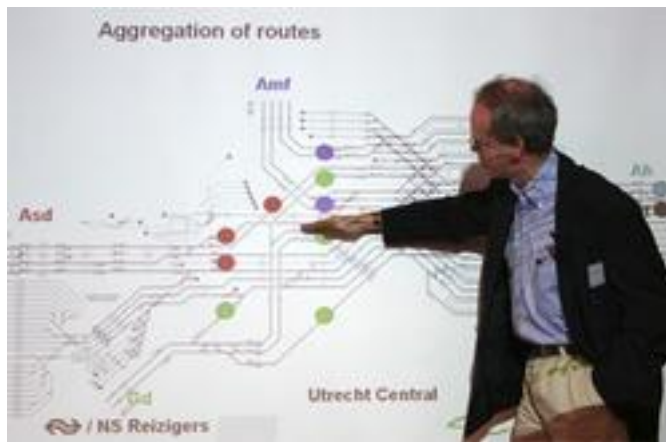 Aggregation of routes
Amf
Ah
Asd
Gd
Utrecht Central
/ NS Reizigers